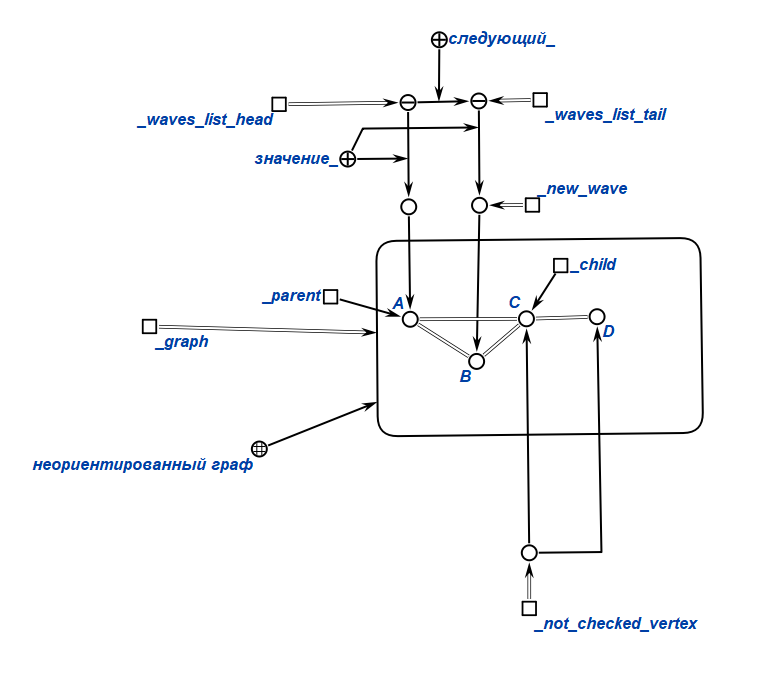 следующий_
_waves_list_head
_waves_list_tail
значение_
_new_wave
_child
_parent
A
C
_graph
D
B
неориентированный граф
_not_checked_vertex